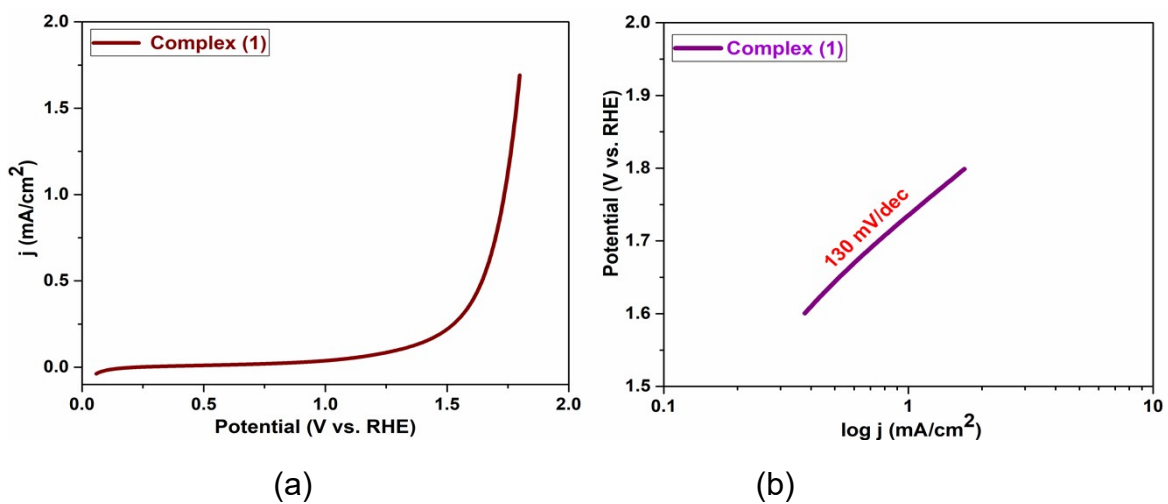 Complex (1)
j (mA/cm²)
2.0
1.5
1.0
0.5
0.0
0.0 0.5 1.0 1.5 2.0
Potential (V vs. RHE)
(a)
Complex (1)
Potential (V vs. RHE)
2.0
1.9
1.8
1.7
1.6
1.5
130 mV/dec
0.1 1 10
log j (mA/cm²)
(b)